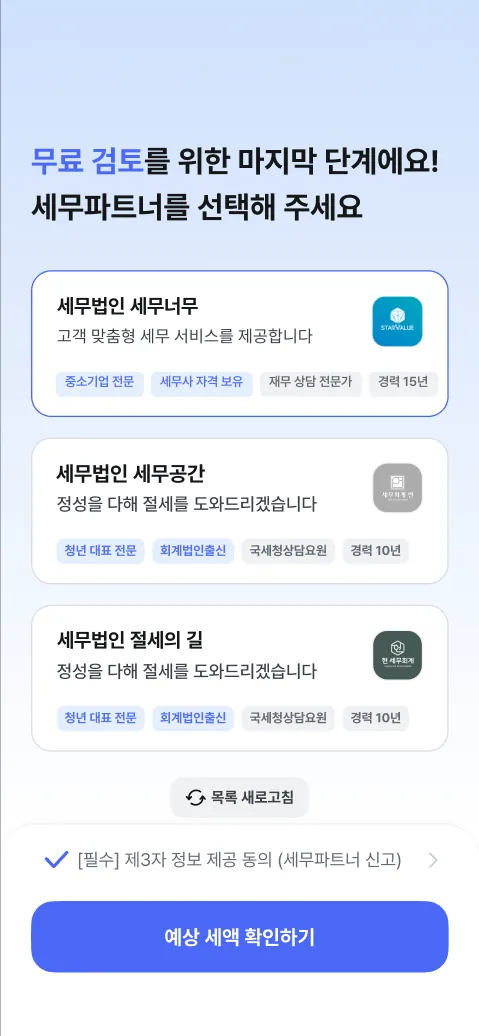 무료 검토를 위한 마지막 단계에요!
세무파트너를 선택해 주세요
세무법인 세무너무
고객 맞춤형 세무 서비스를 제공합니다
STARVALUE
중소기업 전문 세무사 자격 보유 재무 상담 전문가 경력 15년
세무법인 세무공간
정성을 다해 절세를 도와드리겠습니다
세무회계 연
청년 대표 전문 회계법인출신 국세청상담요원 경력 10년
세무법인 절세의 길
정성을 다해 절세를 도와드리겠습니다
현 세무회계
청년 대표 전문 회계법인출신 국세청상담요원 경력 10년
목록 새로고침
[필수] 제3자 정보 제공 동의 (세무파트너 신고)
예상 세액 확인하기